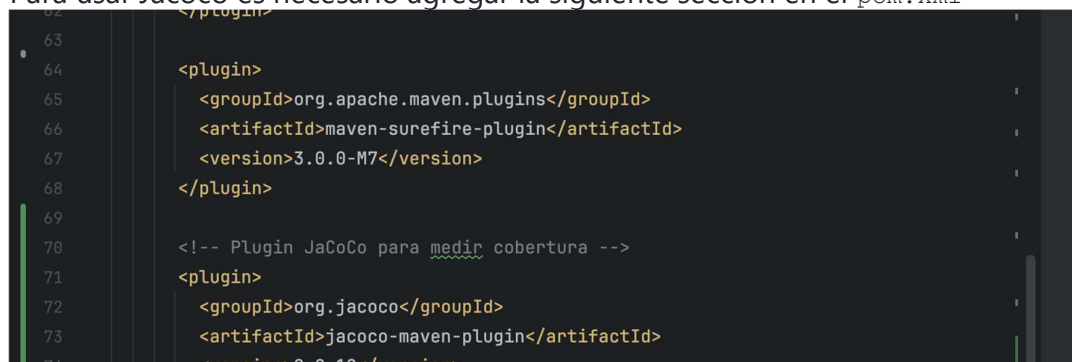 Para usar Jacoco es necesario agregar la siguiente sección en el pom.xml
62 </plugin>
63
64 <plugin>
65 <groupId>org.apache.maven.plugins</groupId>
66 <artifactId>maven-surefire-plugin</artifactId>
67 <version>3.0.0-M7</version>
68 </plugin>
69
70 <!-- Plugin JaCoCo para medir cobertura -->
71 <plugin>
72 <groupId>org.jacoco</groupId>
73 <artifactId>jacoco-maven-plugin</artifactId>